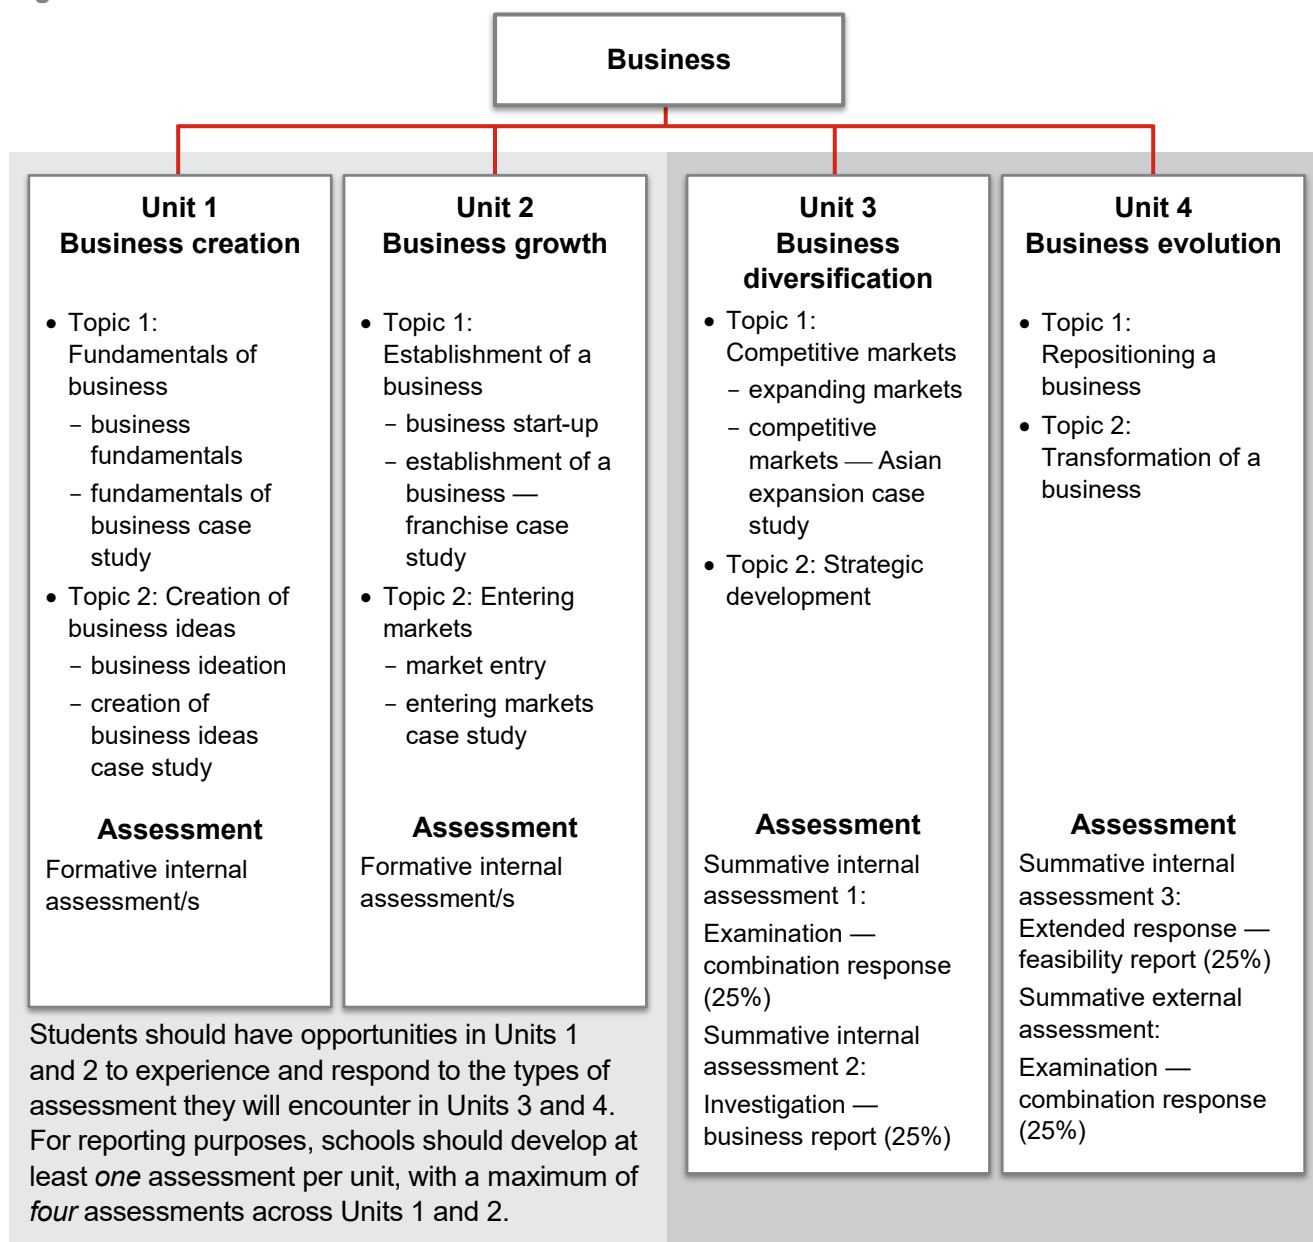 Business
Unit 1
Business creation
• Topic 1:
Fundamentals of
business
– business
fundamentals
– fundamentals of
business case
study
• Topic 2: Creation of
business ideas
– business ideation
– creation of
business ideas
case study
Assessment
Formative internal
assessment/s
Unit 2
Business growth
• Topic 1:
Establishment of a
business
– business start-up
– establishment of a
business —
franchise case
study
• Topic 2: Entering
markets
– market entry
– entering markets
case study
Assessment
Formative internal
assessment/s
Students should have opportunities in Units 1
and 2 to experience and respond to the types of
assessment they will encounter in Units 3 and 4.
For reporting purposes, schools should develop at
least one assessment per unit, with a maximum of
four assessments across Units 1 and 2.
Unit 3
Business
diversification
• Topic 1:
Competitive markets
– expanding markets
– competitive
markets — Asian
expansion case
study
• Topic 2: Strategic
development
Assessment
Summative internal
assessment 1:
Examination —
combination response
(25%)
Summative internal
assessment 2:
Investigation —
business report (25%)
Unit 4
Business evolution
• Topic 1:
Repositioning a
business
• Topic 2:
Transformation of a
business
Assessment
Summative internal
assessment 3:
Extended response —
feasibility report (25%)
Summative external
assessment:
Examination —
combination response
(25%)